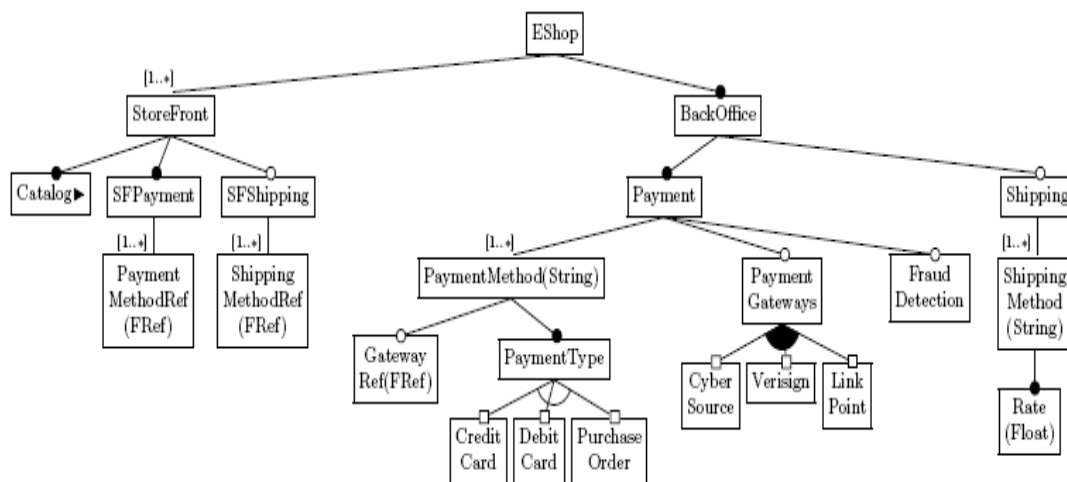 EShop
[1..*]
StoreFront
BackOffice
Catalog▶
SFPayment
SFShipping
Payment
Shipping
[1..*]
[1..*]
[1..*]
[1..*]
Payment
MethodRef
(FRef)
Shipping
MethodRef
(FRef)
PaymentMethod(String)
Payment
Gateways
Fraud
Detection
Shipping
Method
(String)
Gateway
Ref(FRef)
PaymentType
Cyber
Source
Verisign
Link
Point
Rate
(Float)
Credit
Card
Debit
Card
Purchase
Order